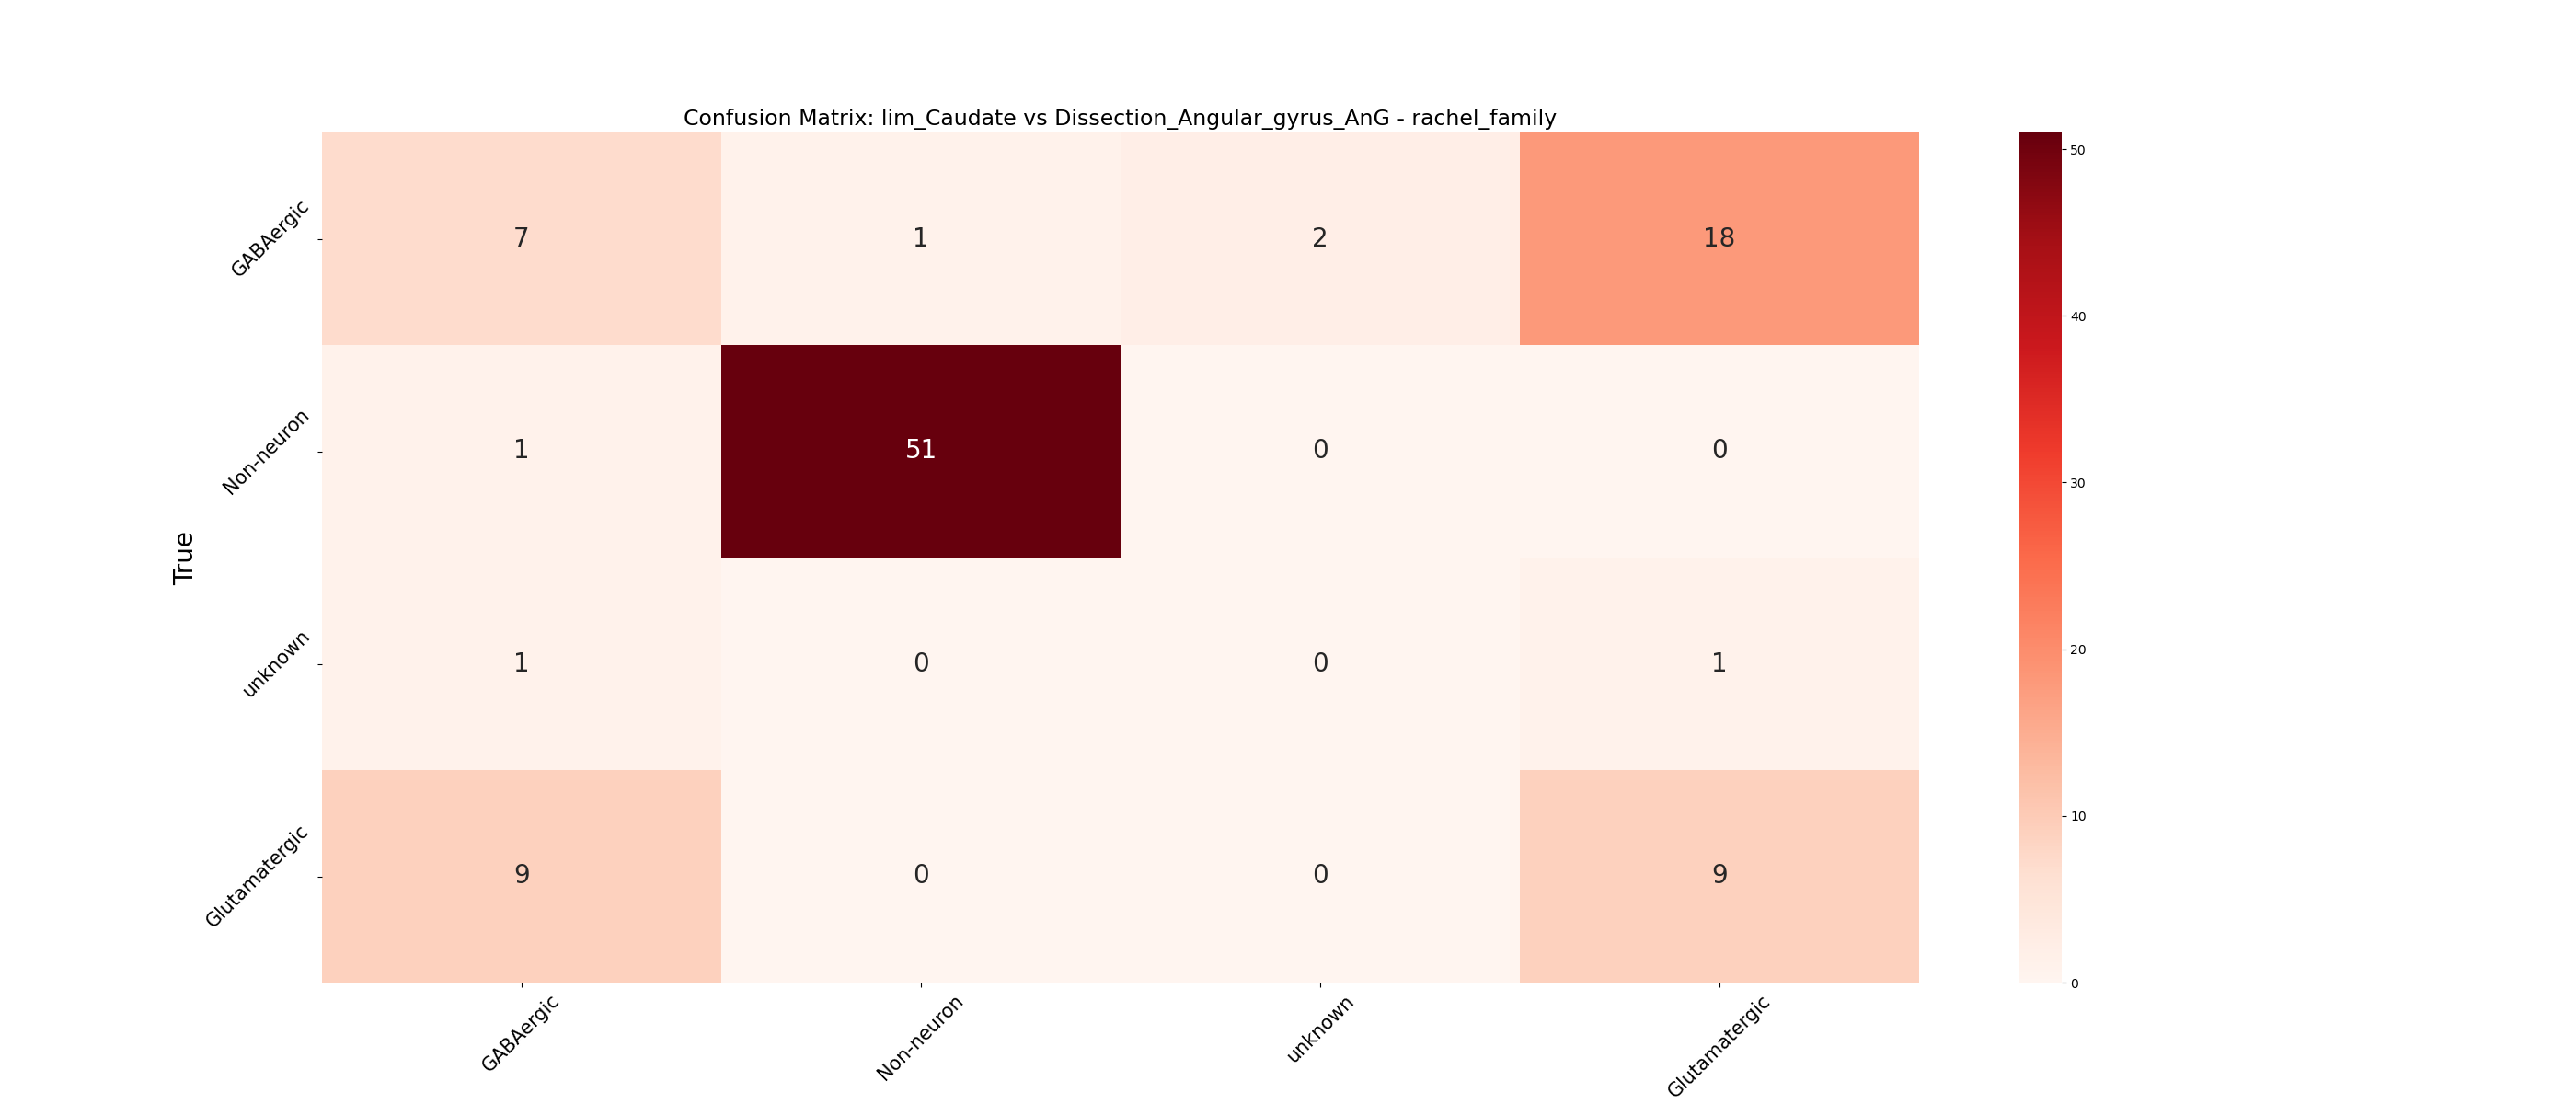 Confusion Matrix: lim_Caudate vs Dissection_Angular_gyrus_AnG - rachel_family
True
GABAergic
7 1 2 18
Non-neuron
1 51 0 0
unknown
1 0 0 1
Glutamatergic
9 0 0 9
GABAergic Non-neuron unknown Glutamatergic
50
40
30
20
10
0